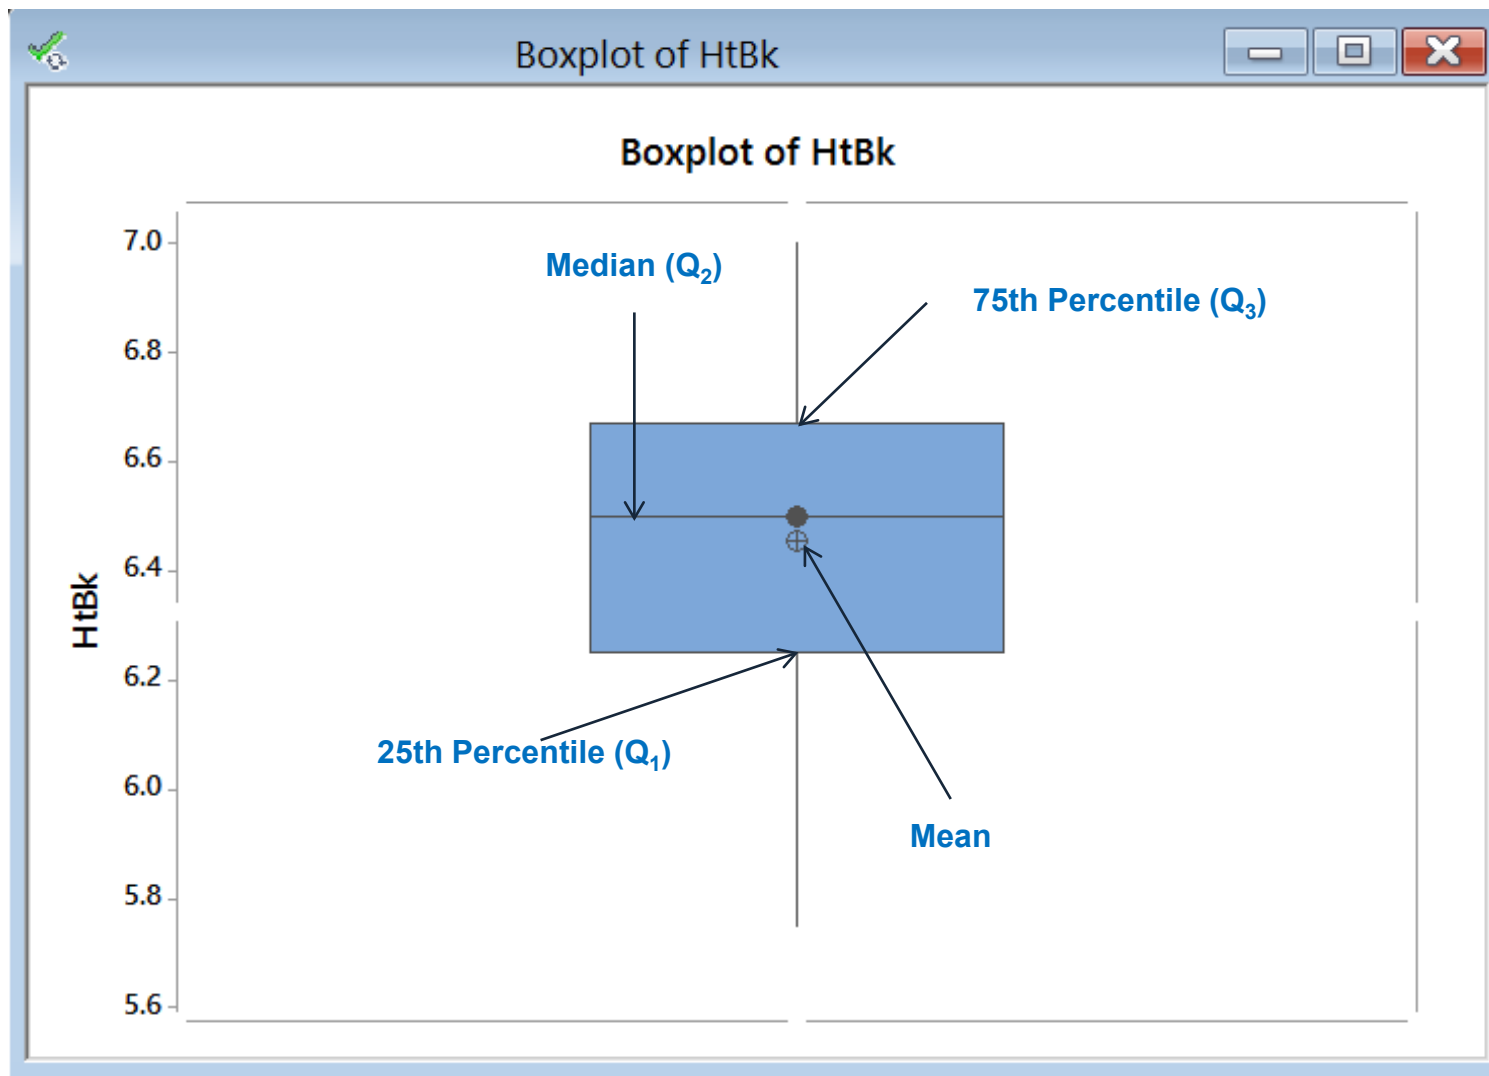 Boxplot of HtBk
Boxplot of HtBk
7.0
Median (Q2)
75th Percentile (Q3)
6.8
6.6
6.4
HtBk
6.2
25th Percentile (Q1)
6.0
Mean
5.8
5.6